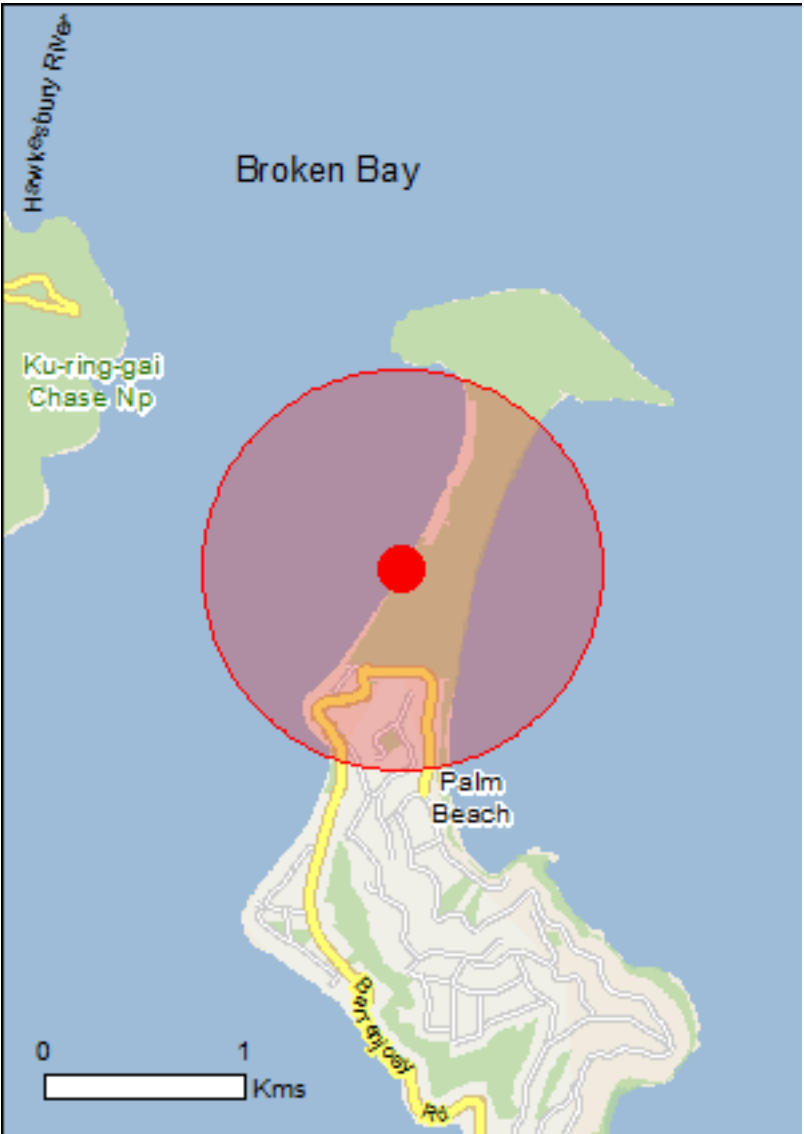 Hawkesbury River
Broken Bay
Ku-ring-gai
Chase Np
Palm
Beach
Barrenjoey
Rd
0 1
Kms